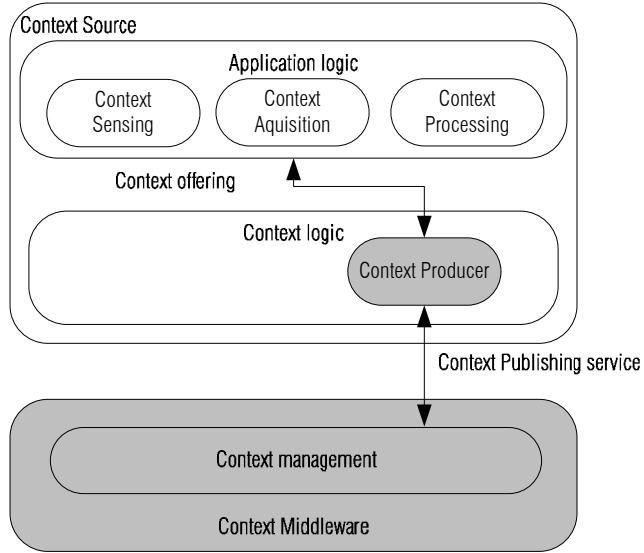 Context Source
Application logic
Context
Sensing
Context
Aquisition
Context
Processing
Context offering
Context logic
Context Producer
Context Publishing service
Context management
Context Middleware